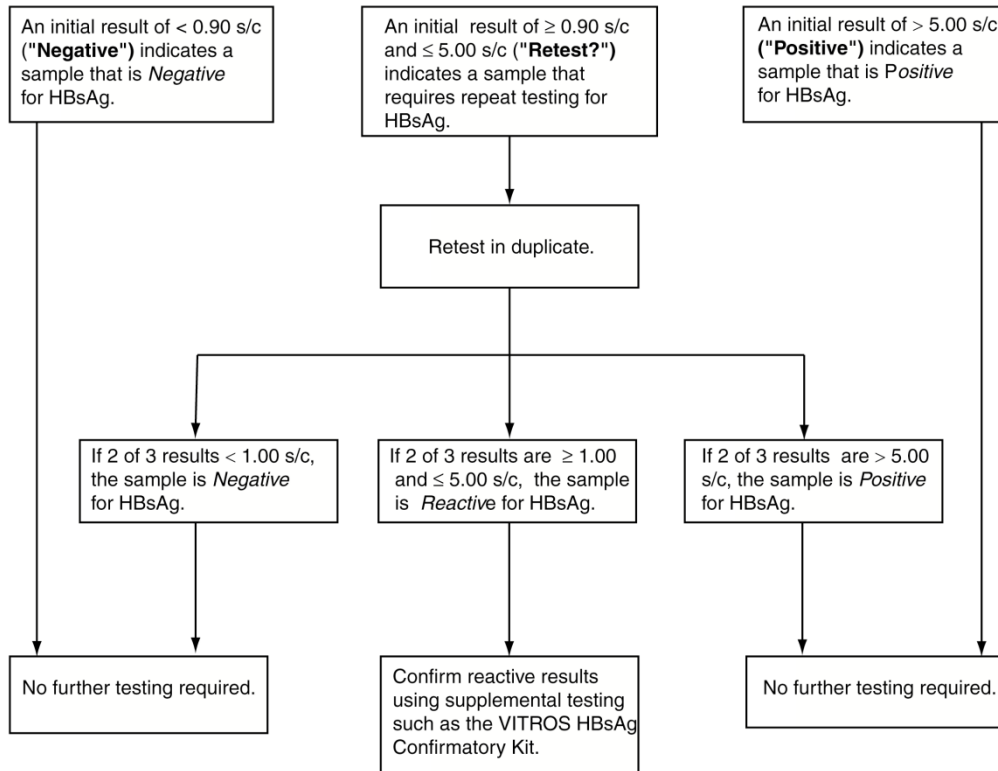 An initial result of < 0.90 s/c
("Negative") indicates a
sample that is Negative
for HBsAg.
An initial result of ≥ 0.90 s/c
and ≤ 5.00 s/c ("Retest?")
indicates a sample that
requires repeat testing for
HBsAg.
An initial result of > 5.00 s/c
("Positive") indicates a
sample that is Positive
for HBsAg.
Retest in duplicate.
If 2 of 3 results < 1.00 s/c,
the sample is Negative
for HBsAg.
If 2 of 3 results are ≥ 1.00
and ≤ 5.00 s/c, the sample
is Reactive for HBsAg.
If 2 of 3 results are > 5.00
s/c, the sample is Positive
for HBsAg.
No further testing required.
Confirm reactive results
using supplemental testing
such as the VITROS HBsAg
Confirmatory Kit.
No further testing required.